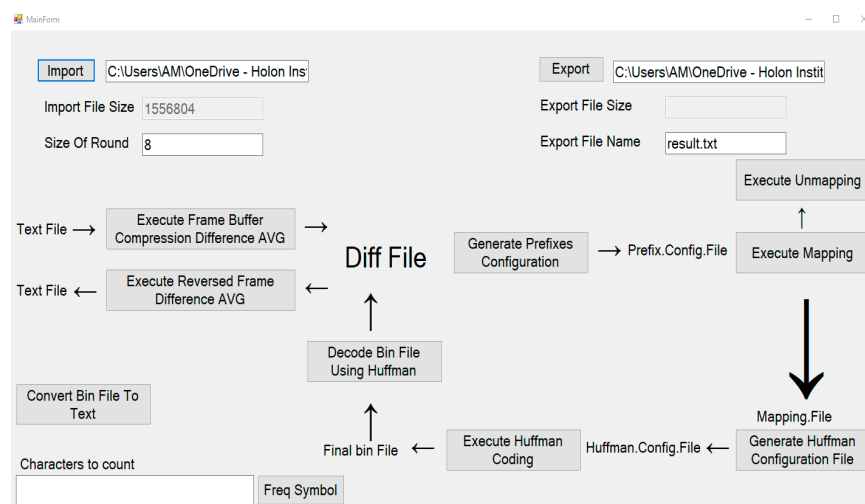 MainForm
Import
C:\Users\AM\OneDrive - Holon Inst
Export
C:\Users\AM\OneDrive - Holon Instit
Import File Size
1556804
Export File Size
Size Of Round
8
Export File Name
result.txt
Execute Unmapping
Text File
Execute Frame Buffer
Compression Difference AVG
Diff File
Generate Prefixes
Configuration
Prefix.Config.File
Execute Mapping
Text File
Execute Reversed Frame
Difference AVG
Decode Bin File
Using Huffman
Convert Bin File To
Text
Mapping.File
Final bin File
Execute Huffman
Coding
Huffman.Config.File
Generate Huffman
Configuration File
Characters to count
Freq Symbol